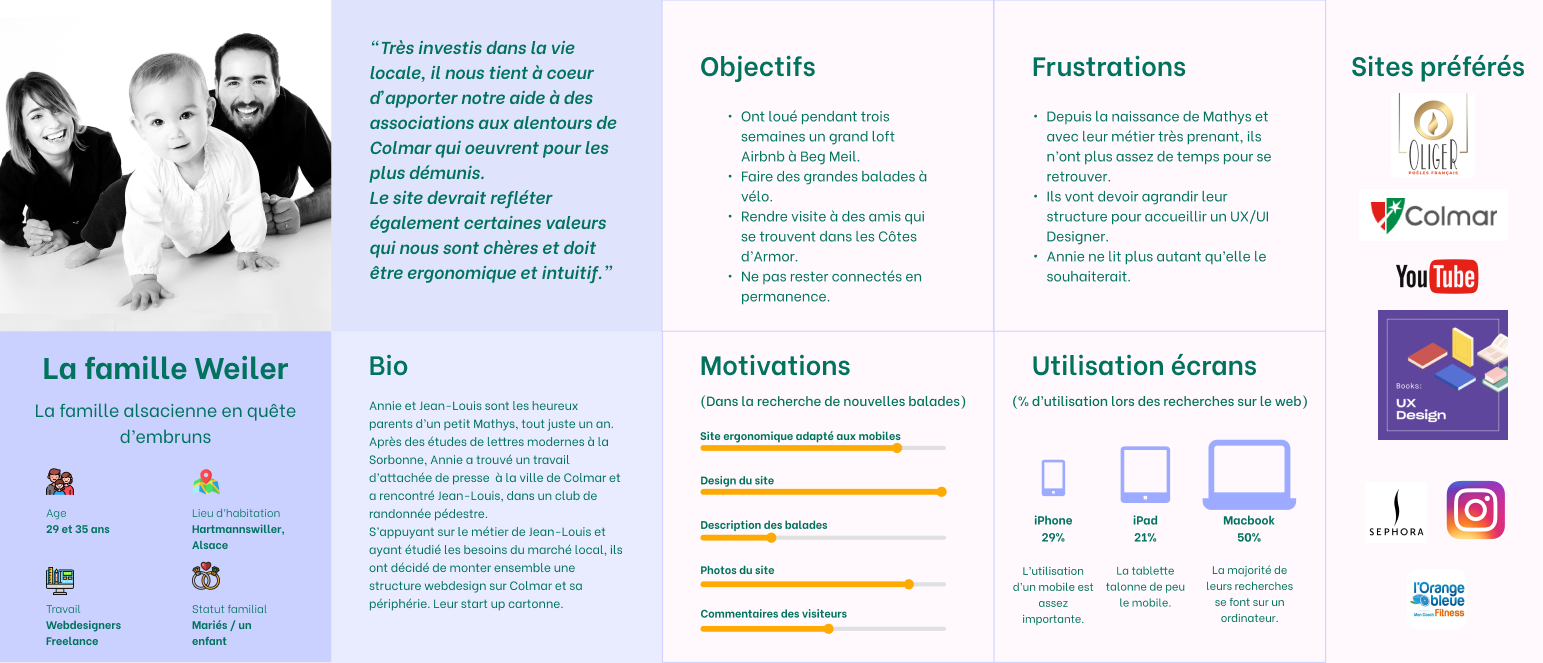 “Très investis dans la vie
locale, il nous tient à coeur
d’apporter notre aide à des
associations aux alentours de
Colmar qui oeuvrent pour les
plus démunis.
Le site devrait refléter
également certaines valeurs
qui nous sont chères et doit
être ergonomique et intuitif.”
Objectifs
• Ont loué pendant trois
semaines un grand loft
Airbnb à Beg Meil.
• Faire des grandes balades à
vélo.
• Rendre visite à des amis qui
se trouvent dans les Côtes
d’Armor.
• Ne pas rester connectés en
permanence.
Frustrations
• Depuis la naissance de Mathys et
avec leur métier très prenant, ils
n’ont plus assez de temps pour se
retrouver.
• Ils vont devoir agrandir leur
structure pour accueillir un UX/UI
Designer.
• Annie ne lit plus autant qu’elle le
souhaiterait.
Sites préférés
OLIGER
POÊLES FRANÇAIS
Colmar
YouTube
Books:
UX
Design
SEPHORA
l’Orange
bleue
Mon Coach Fitness
La famille Weiler
La famille alsacienne en quête
d’embruns
Age
29 et 35 ans
Lieu d’habitation
Hartmannswiller,
Alsace
Travail
Webdesigners
Freelance
Statut familial
Mariés / un
enfant
Bio
Annie et Jean-Louis sont les heureux
parents d’un petit Mathys, tout juste un an.
Après des études de lettres modernes à la
Sorbonne, Annie a trouvé un travail
d’attachée de presse à la ville de Colmar et
a rencontré Jean-Louis, dans un club de
randonnée pédestre.
S’appuyant sur le métier de Jean-Louis et
ayant étudié les besoins du marché local, ils
ont décidé de monter ensemble une
structure webdesign sur Colmar et sa
périphérie. Leur start up cartonne.
Motivations
(Dans la recherche de nouvelles balades)
Site ergonomique adapté aux mobiles
Design du site
Description des balades
Photos du site
Commentaires des visiteurs
Utilisation écrans
(% d’utilisation lors des recherches sur le web)
iPhone
29%
L’utilisation
d’un mobile est
assez
importante.
iPad
21%
La tablette
talonne de peu
le mobile.
Macbook
50%
La majorité de
leurs recherches
se font sur un
ordinateur.